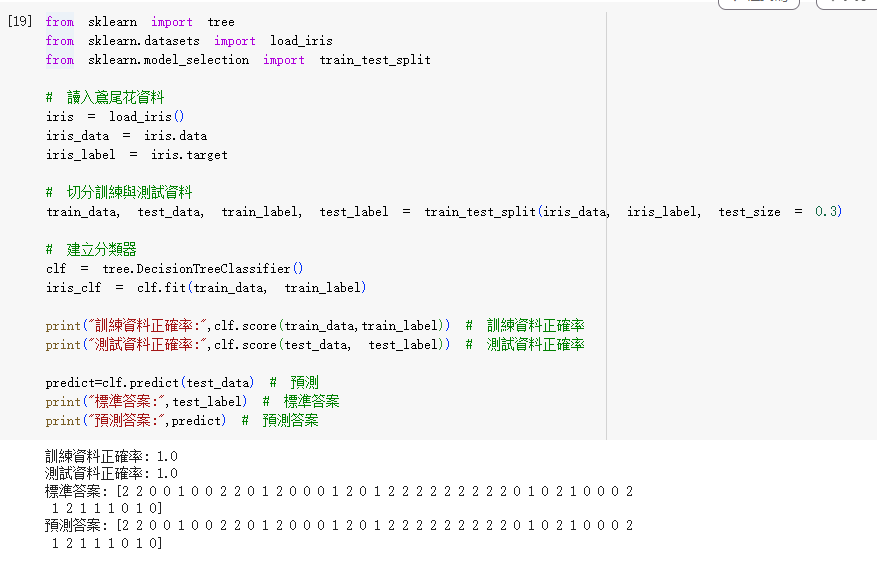 [19] from sklearn import tree
from sklearn.datasets import load_iris
from sklearn.model_selection import train_test_split
# 讀入鳶尾花資料
iris = load_iris()
iris_data = iris.data
iris_label = iris.target
# 切分訓練與測試資料
train_data, test_data, train_label, test_label = train_test_split(iris_data, iris_label, test_size = 0.3)
# 建立分類器
clf = tree.DecisionTreeClassifier()
iris_clf = clf.fit(train_data, train_label)
print("訓練資料正確率:",clf.score(train_data,train_label)) # 訓練資料正確率
print("測試資料正確率:",clf.score(test_data, test_label)) # 測試資料正確率
predict=clf.predict(test_data) # 預測
print("標準答案:",test_label) # 標準答案
print("預測答案:",predict) # 預測答案
訓練資料正確率: 1.0
測試資料正確率: 1.0
標準答案: [2 2 0 0 1 0 0 2 2 0 1 2 0 0 0 1 2 0 1 2 2 2 2 2 2 2 2 2 0 1 0 2 1 0 0 0 2
1 2 1 1 1 0 1 0]
預測答案: [2 2 0 0 1 0 0 2 2 0 1 2 0 0 0 1 2 0 1 2 2 2 2 2 2 2 2 2 0 1 0 2 1 0 0 0 2
1 2 1 1 1 0 1 0]